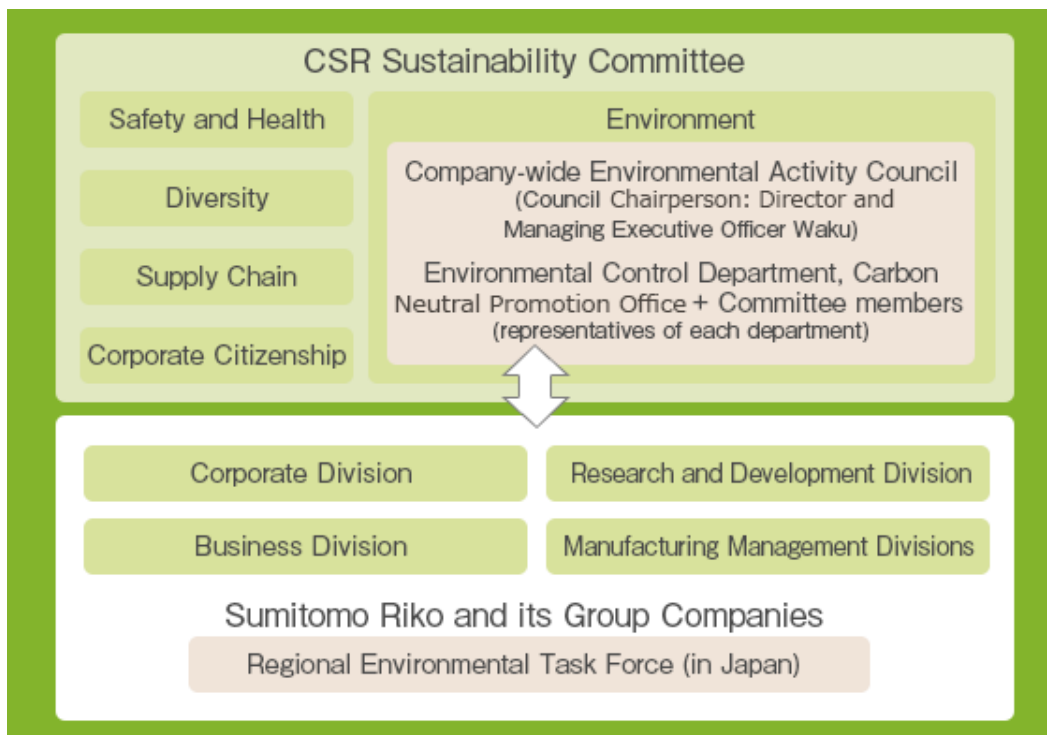 CSR Sustainability Committee
Safety and Health
Diversity
Supply Chain
Corporate Citizenship
Environment
Company-wide Environmental Activity Council
(Council Chairperson: Director and
Managing Executive Officer Waku)
Environmental Control Department, Carbon
Neutral Promotion Office + Committee members
(representatives of each department)
Corporate Division
Research and Development Division
Business Division
Manufacturing Management Divisions
Sumitomo Riko and its Group Companies
Regional Environmental Task Force (in Japan)